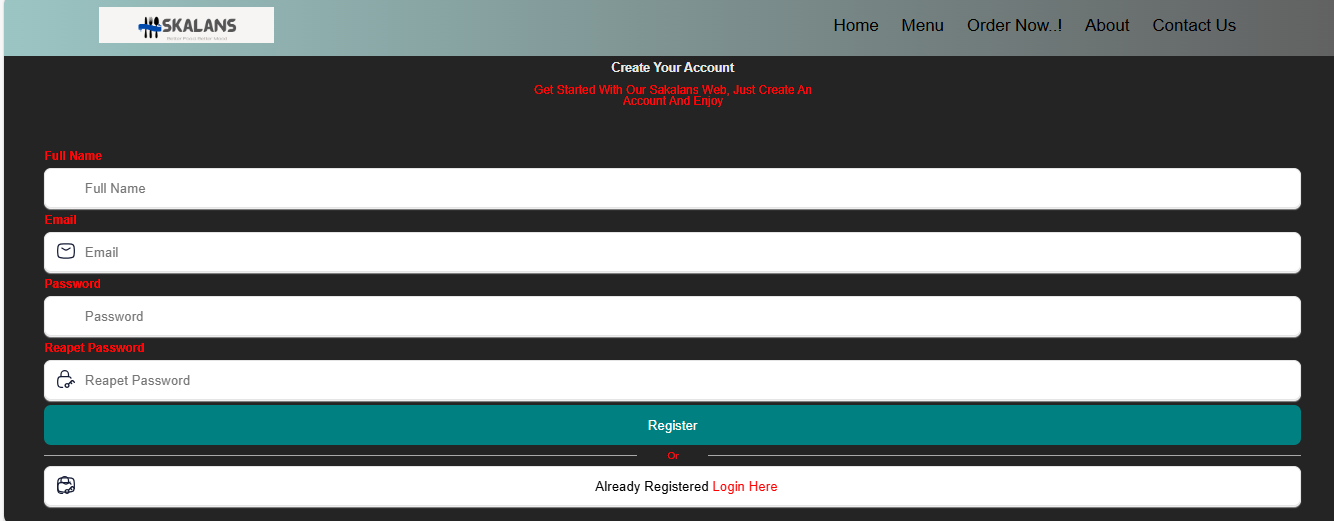 SKALANS
Home Menu Order Now..! About Contact Us
Create Your Account
Get Started With Our Sakalans Web, Just Create An
Account And Enjoy
Full Name
Full Name
Email
Email
Password
Password
Reapet Password
Reapet Password
Register
Or
Already Registered Login Here